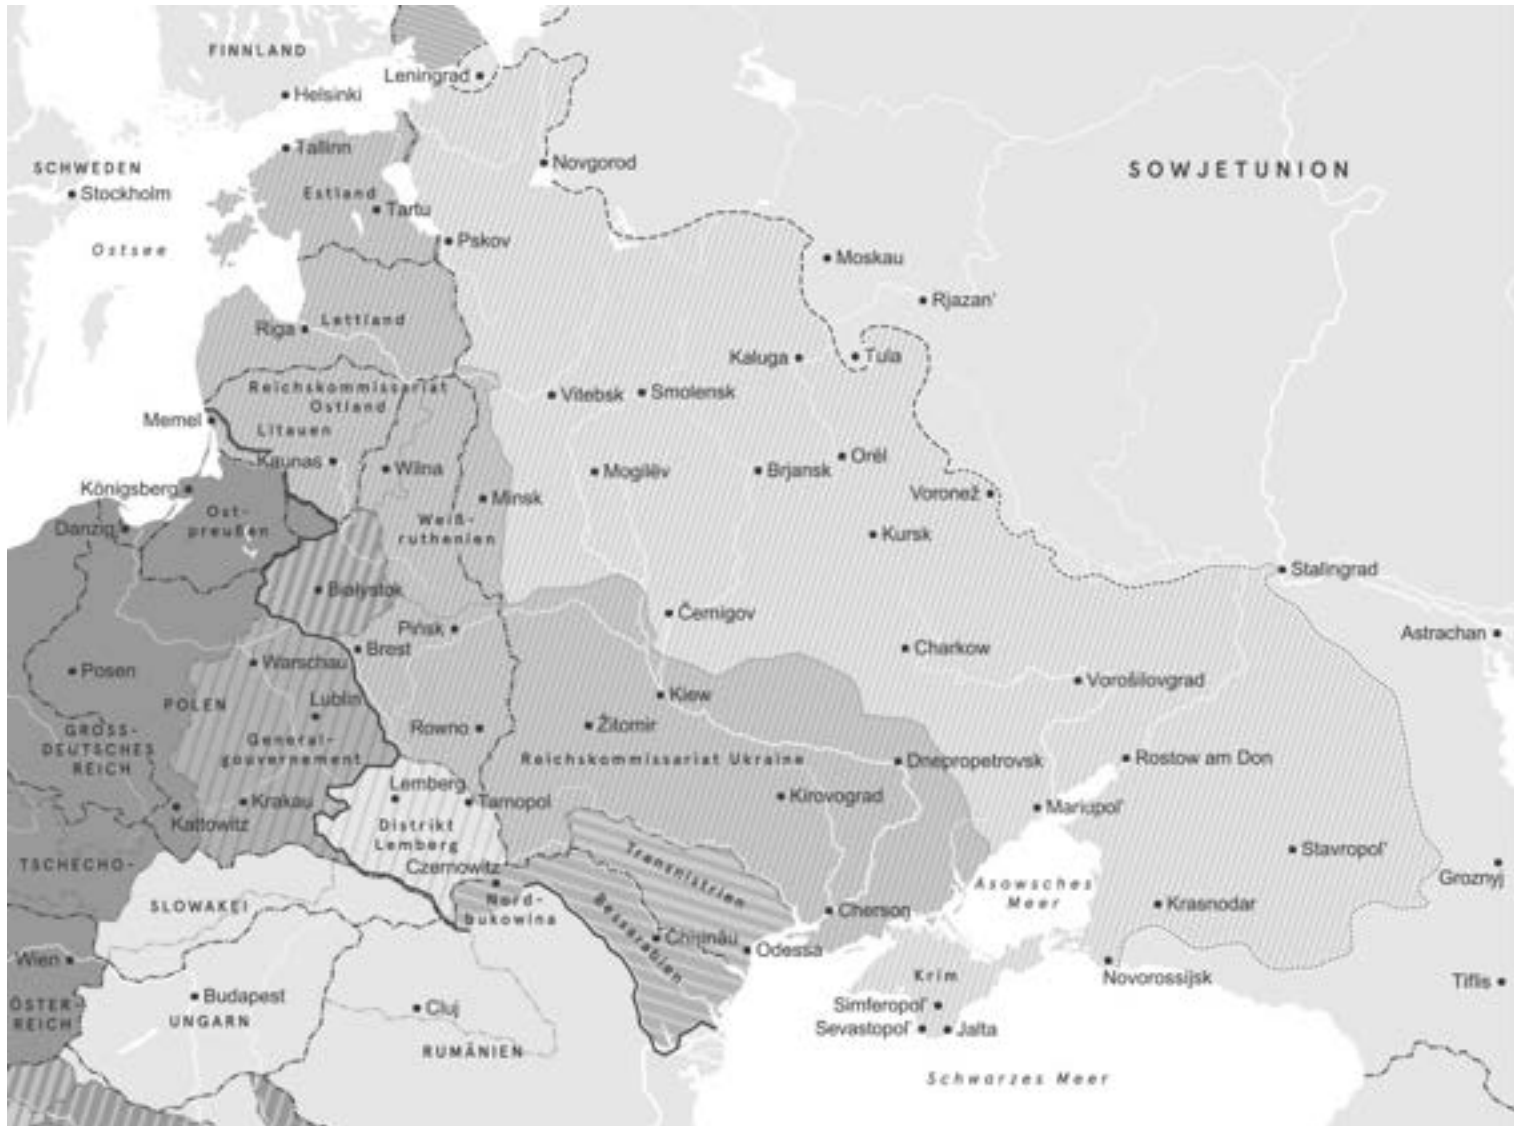 FINNLAND
Leningrad
Helsinki
Tallinn
Novgorod
SOWJETUNION
SCHWEDEN
Stockholm
Estland
Tartu
Ostsee
Pskov
Moskau
Rjazan'
Lettland
Riga
Kaluga
Tula
Reichskommissariat
Ostland
Vitebsk
Smolensk
Memel
Litauen
Kaunas
Wilna
Mogilëv
Brjansk
Orël
Königsberg
Minsk
Voronež
Danzig
Ost-
preußen
Weiß-
ruthenien
Kursk
Stalingrad
Białystok
Černigov
Pińsk
Astrachan
Brest
Charkow
Warschau
Posen
Vorošilovgrad
Lublin
Kiew
POLEN
Rowno
Žitomir
GROSS-
DEUTSCHES
REICH
General-
gouvernement
Reichskommissariat Ukraine
Dnepropetrovsk
Rostow am Don
Lemberg
Krakau
Tarnopol
Kirovograd
Mariupol'
Kattowitz
Distrikt
Lemberg
Transnistrien
Stavropol'
TSCHECHO-
Czernowitz
Groznyj
Asowsches
Meer
SLOWAKEI
Nord-
bukowina
Bessarabien
Cherson
Krasnodar
Chişinău
Odessa
Wien
Krim
Novorossijsk
Tiflis
ÖSTER-
REICH
Budapest
UNGARN
Cluj
Simferopol'
Sevastopol'
Jalta
RUMÄNIEN
Schwarzes Meer